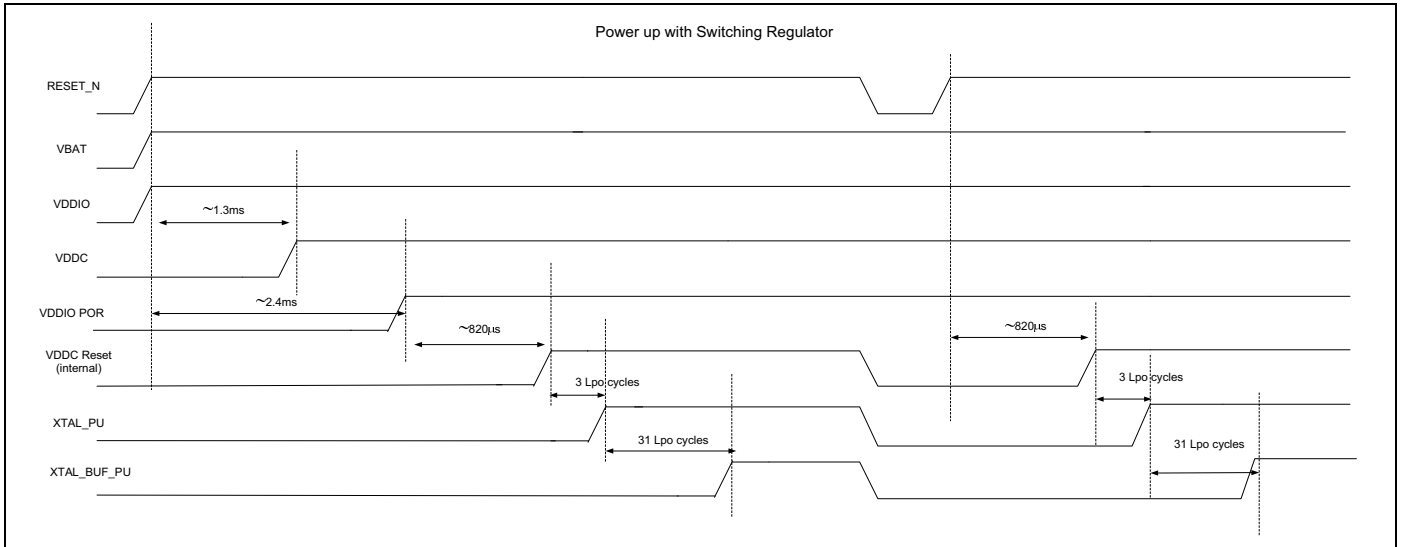 Power up with Switching Regulator
RESET_N
VBAT
VDDIO
~1.3ms
VDDC
~2.4ms
VDDIO POR
~820μs
~820μs
VDDC Reset
(internal)
3 Lpo cycles
3 Lpo cycles
XTAL_PU
31 Lpo cycles
31 Lpo cycles
XTAL_BUF_PU